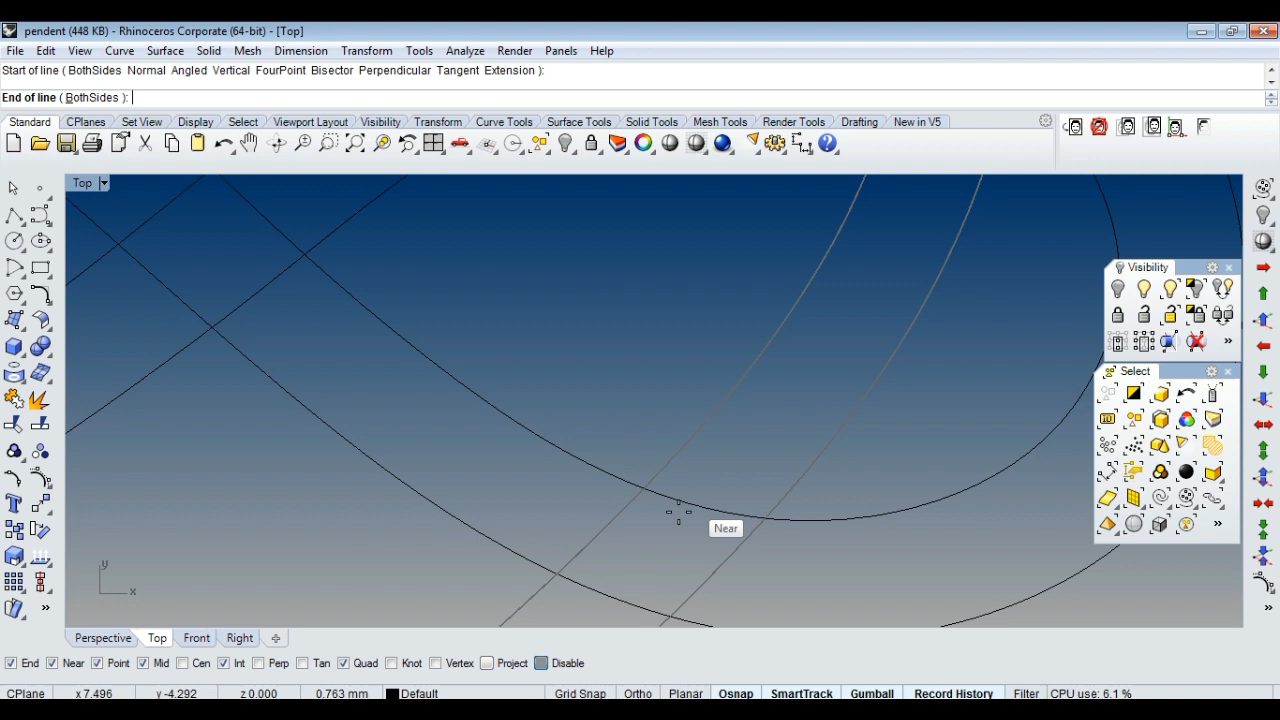 pendent (448 KB) - Rhinoceros Corporate (64-bit) - [Top]
File Edit View Curve Surface Solid Mesh Dimension Transform Tools Analyze Render Panels Help
Start of line ( BothSides Normal Angled Vertical FourPoint Bisector Perpendicular Tangent Extension ):
End of line ( BothSides ):
Standard CPlanes Set View Display Select Viewport Layout Visibility Transform Curve Tools Surface Tools Solid Tools Mesh Tools Render Tools Drafting New in V5
Top
Visibility
»
Select
Near
»
y
x
»
»
Perspective Top Front Right
End Near Point Mid Cen Int Perp Tan Quad Knot Vertex Project Disable
CPlane x 7.496 y -4.292 z 0.000 0.763 mm Default Grid Snap Ortho Planar Osnap SmartTrack Gumball Record History Filter CPU use: 6.1 %